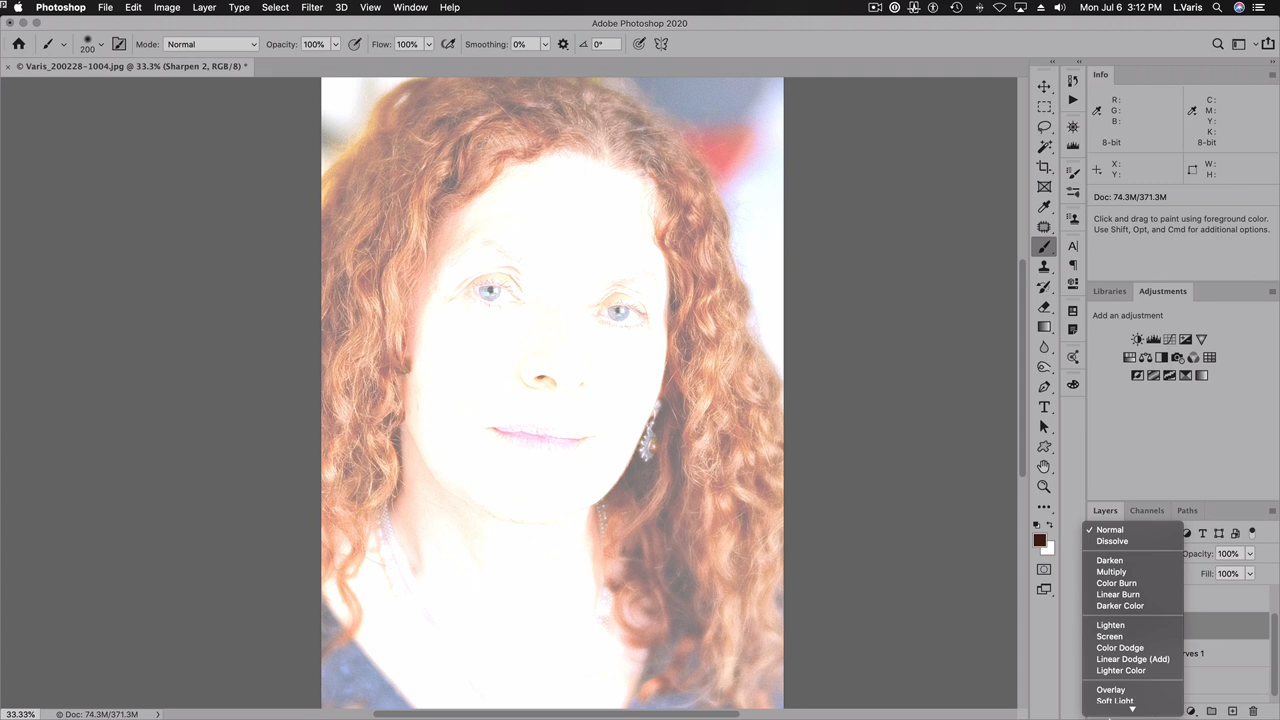 Photoshop File Edit Image Layer Type Select Filter 3D View Window Help Mon Jul 6 3:12 PM L.Varis
Adobe Photoshop 2020
200 Mode: Normal Opacity: 100% Flow: 100% Smoothing: 0% 0°
× © Varis_200228-1004.jpg @ 33.3% (Sharpen 2, RGB/8) *
Info
R: C:
G: M:
B: Y:
K:
8-bit 8-bit
X: W:
Y: H:
Doc: 74.3M/371.3M
Click and drag to paint using foreground color.
Use Shift, Opt, and Cmd for additional options.
Libraries Adjustments
Add an adjustment
Layers Channels Paths
✓ Normal
Dissolve
Opacity: 100%
Darken
Multiply
Fill: 100%
Color Burn
Linear Burn
Darker Color
Lighten
Screen
Color Dodge
rves 1
Linear Dodge (Add)
Lighter Color
Overlay
Soft Light
33.33% © Doc: 74.3M/371.3M